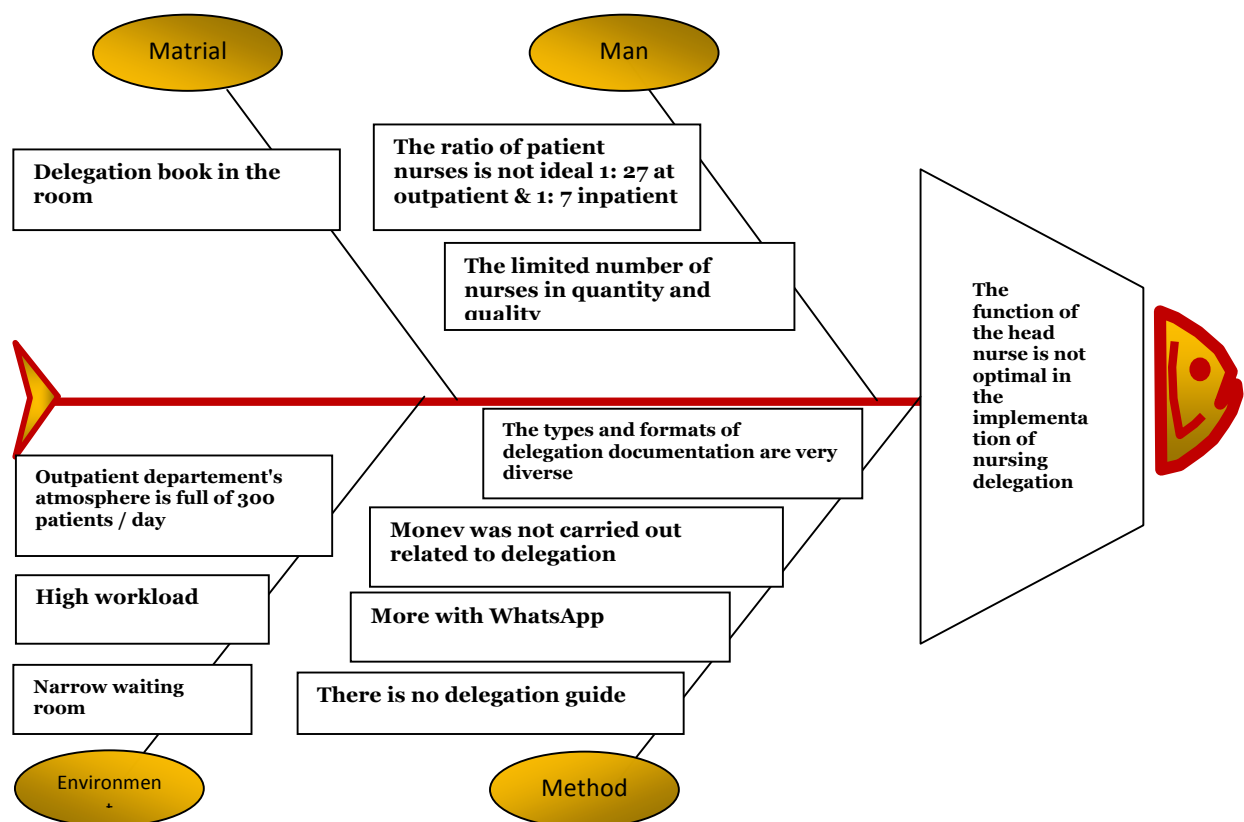 Matrial
Man
Delegation book in the
room
The ratio of patient
nurses is not ideal 1: 27 at
outpatient & 1: 7 inpatient
The limited number of
nurses in quantity and
quality
The
function of
the head
nurse is not
optimal in
the
implementa
tion of
nursing
delegation
Outpatient departement's
atmosphere is full of 300
patients / day
High workload
Narrow waiting
room
The types and formats of
delegation documentation are very
diverse
Monev was not carried out
related to delegation
More with WhatsApp
There is no delegation guide
Environmen
t
Method